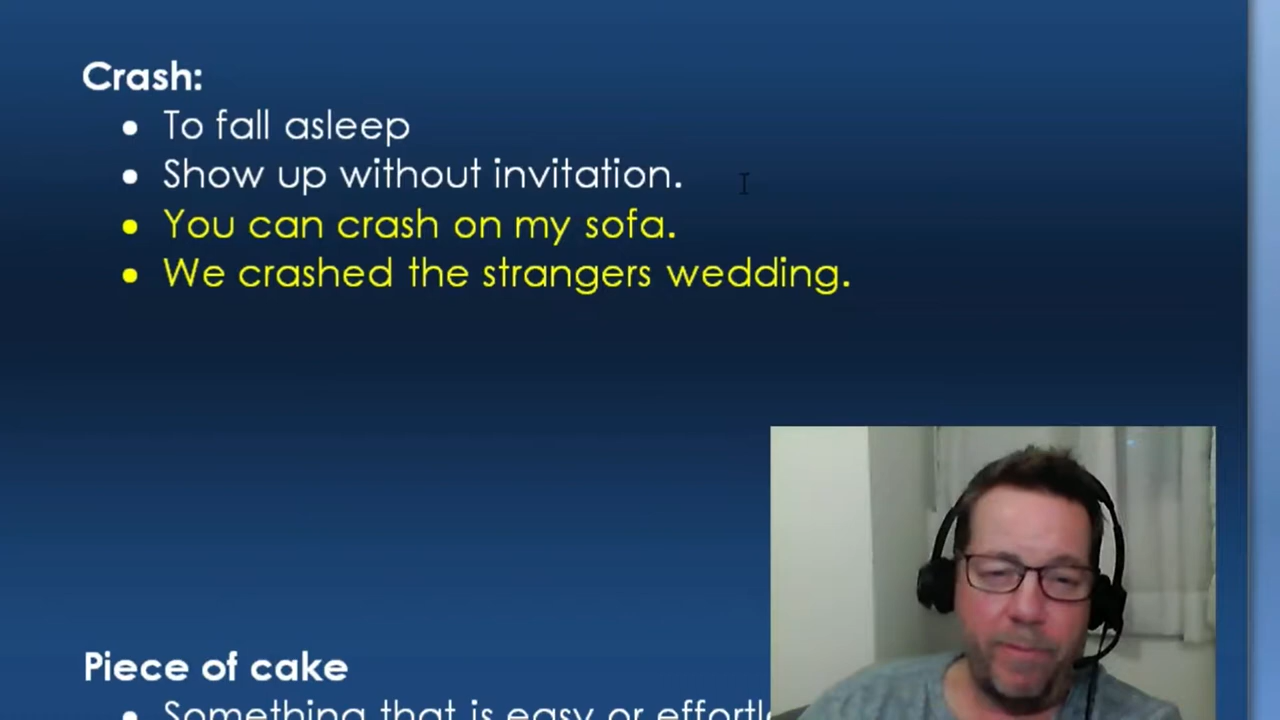 Crash:
• To fall asleep
• Show up without invitation.
• You can crash on my sofa.
• We crashed the strangers wedding.
Piece of cake
• Something that is easy or